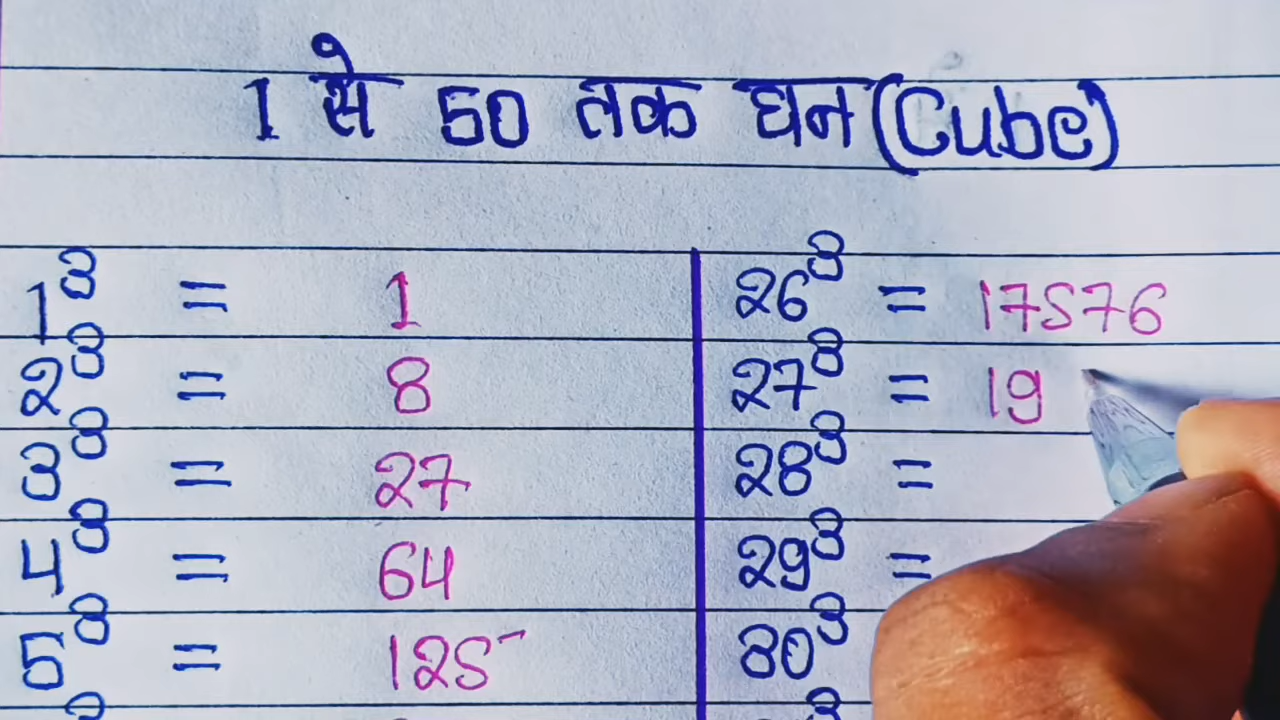 1 से 50 तक घन (Cube)
1³ = 1
2³ = 8
3³ = 27
4³ = 64
5³ = 125
26³ = 17576
27³ = 19
28³ =
29³ =
30³